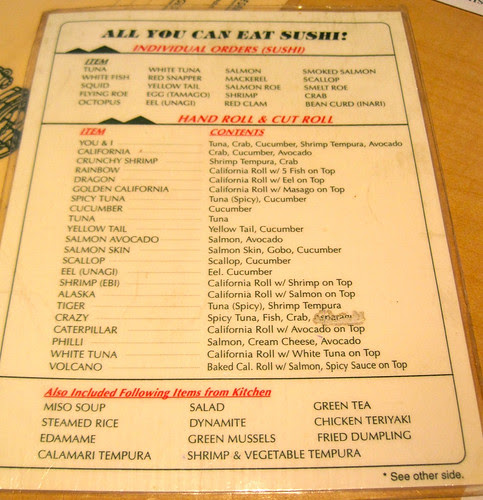 ALL YOU CAN EAT SUSHI!
INDIVIDUAL ORDERS (SUSHI)
ITEM
TUNA WHITE TUNA SALMON SMOKED SALMON
WHITE FISH RED SNAPPER MACKEREL SCALLOP
SQUID YELLOW TAIL SALMON ROE SMELT ROE
FLYING ROE EGG (TAMAGO) SHRIMP CRAB
OCTOPUS EEL (UNAGI) RED CLAM BEAN CURD (INARI)
HAND ROLL & CUT ROLL
ITEM CONTENTS
YOU & I Tuna, Crab, Cucumber, Shrimp Tempura, Avocado
CALIFORNIA Crab, Cucumber, Avocado
CRUNCHY SHRIMP Shrimp Tempura, Crab
RAINBOW California Roll w/ 5 Fish on Top
DRAGON California Roll w/ Eel on Top
GOLDEN CALIFORNIA California Roll w/ Masago on Top
SPICY TUNA Tuna (Spicy), Cucumber
CUCUMBER Cucumber
TUNA Tuna
YELLOW TAIL Yellow Tail, Cucumber
SALMON AVOCADO Salmon, Avocado
SALMON SKIN Salmon Skin, Gobo, Cucumber
SCALLOP Scallop, Cucumber
EEL (UNAGI) Eel. Cucumber
SHRIMP (EBI) California Roll w/ Shrimp on Top
ALASKA California Roll w/ Salmon on Top
TIGER Tuna (Spicy), Shrimp Tempura
CRAZY Spicy Tuna, Fish, Crab,
CATERPILLAR California Roll w/ Avocado on Top
PHILLI Salmon, Cream Cheese, Avocado
WHITE TUNA California Roll w/ White Tuna on Top
VOLCANO Baked Cal. Roll w/ Salmon, Spicy Sauce on Top
Also Included Following Items from Kitchen
MISO SOUP SALAD GREEN TEA
STEAMED RICE DYNAMITE CHICKEN TERIYAKI
EDAMAME GREEN MUSSELS FRIED DUMPLING
CALAMARI TEMPURA SHRIMP & VEGETABLE TEMPURA
* See other side.